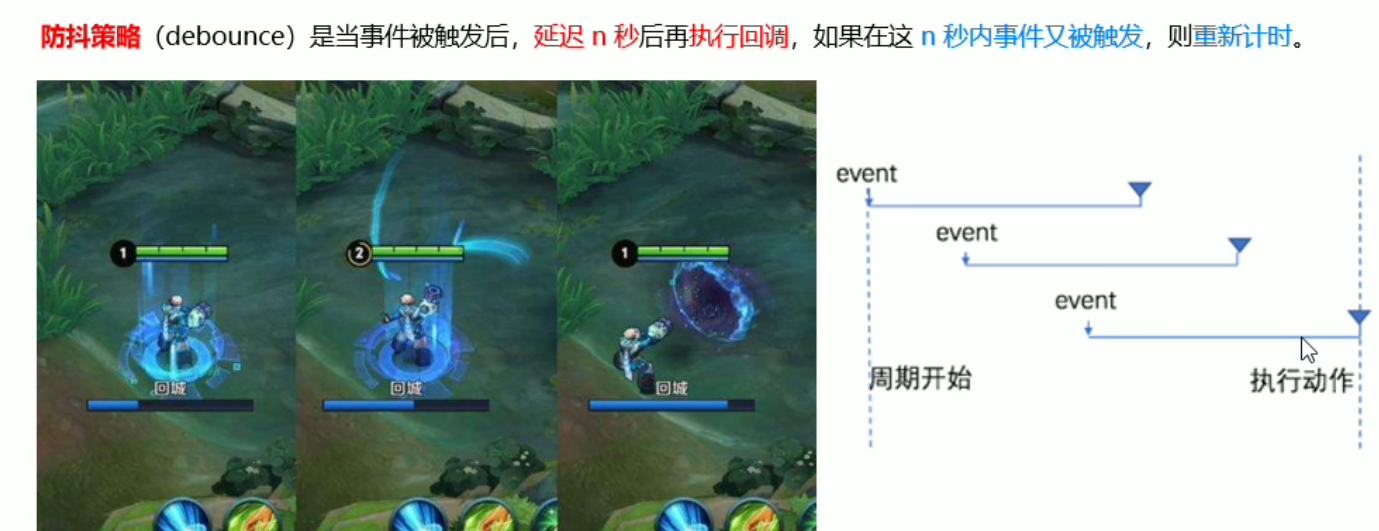 防抖策略（debounce）是当事件被触发后，延迟 n 秒后再执行回调，如果在这 n 秒内事件又被触发，则重新计时。
1
2
1
回城
回城
回城
event
event
event
周期开始
执行动作